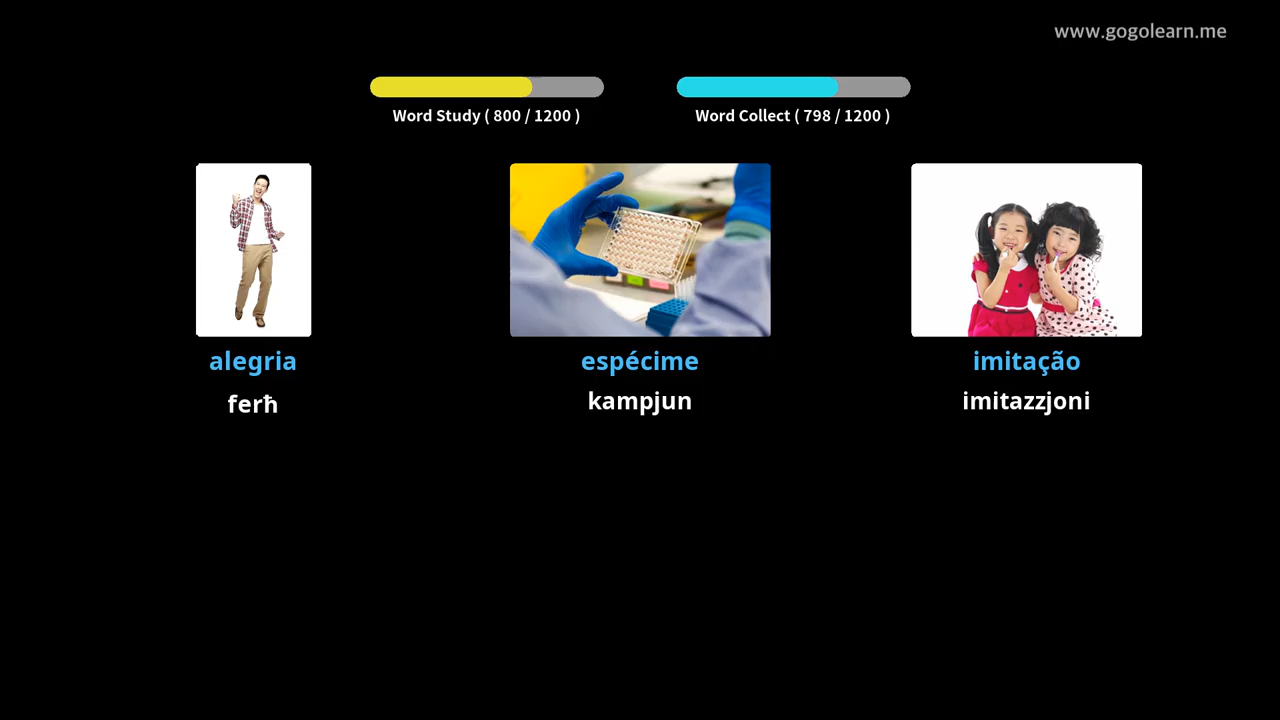 www.gogolearn.me
Word Study ( 800 / 1200 )
Word Collect ( 798 / 1200 )
alegria
espécime
imitação
ferħ
kampjun
imitazzjoni